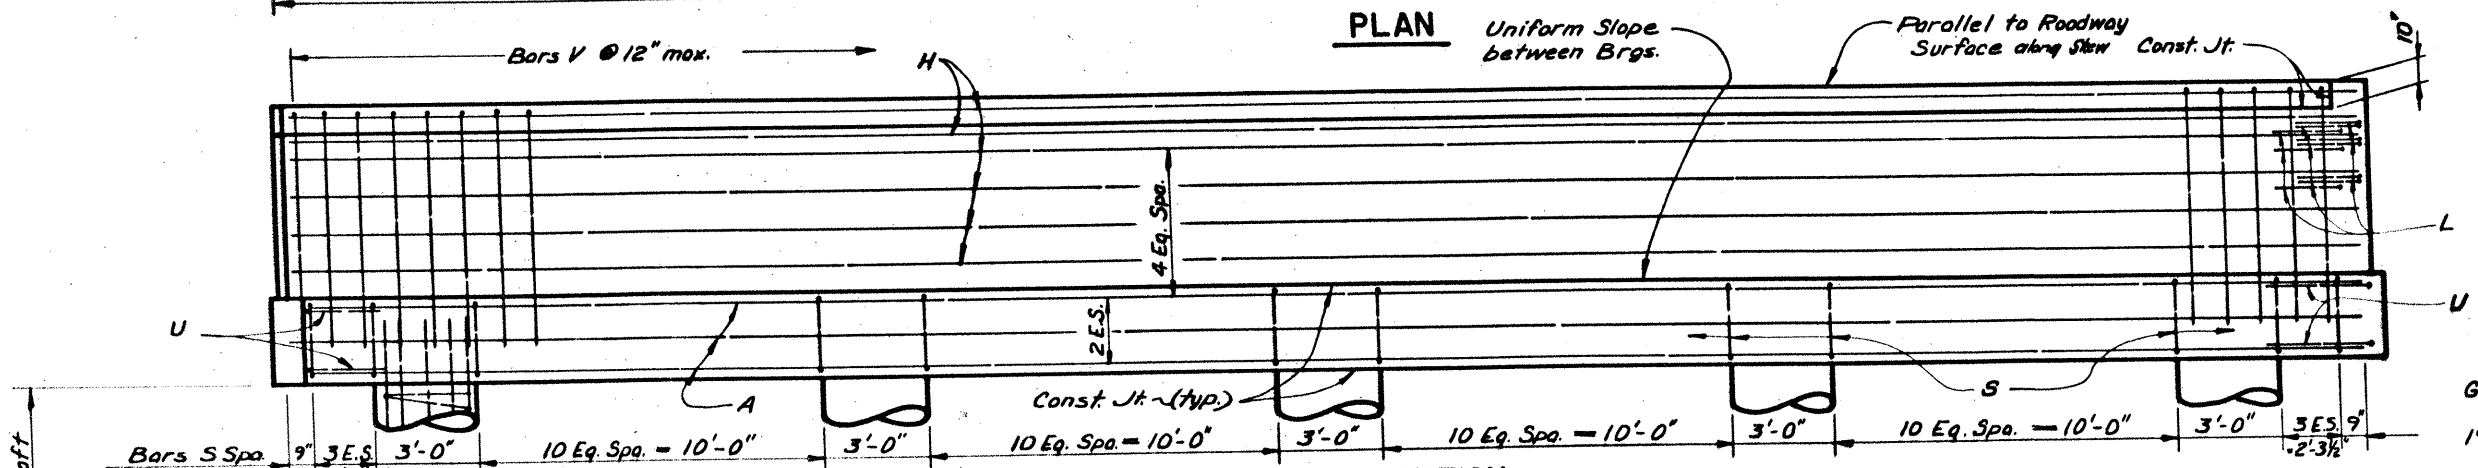 PLAN
Uniform Slope
between Brgs.
Parallel to Roadway
Surface along Skew
Const. Jt.
10"
Bars V @ 12" max.
H
4 Eq. Spa.
L
U
2 E.S.
U
A
Const. Jt. ~ (typ.)
S
Bars S Spa.
9"
3 E.S.
3'-0"
10 Eq. Spa. = 10'-0"
3'-0"
10 Eq. Spa. = 10'-0"
3'-0"
10 Eq. Spa. = 10'-0"
3'-0"
10 Eq. Spa. = 10'-0"
3'-0"
3 E.S.
= 2'-3½"
9"
G